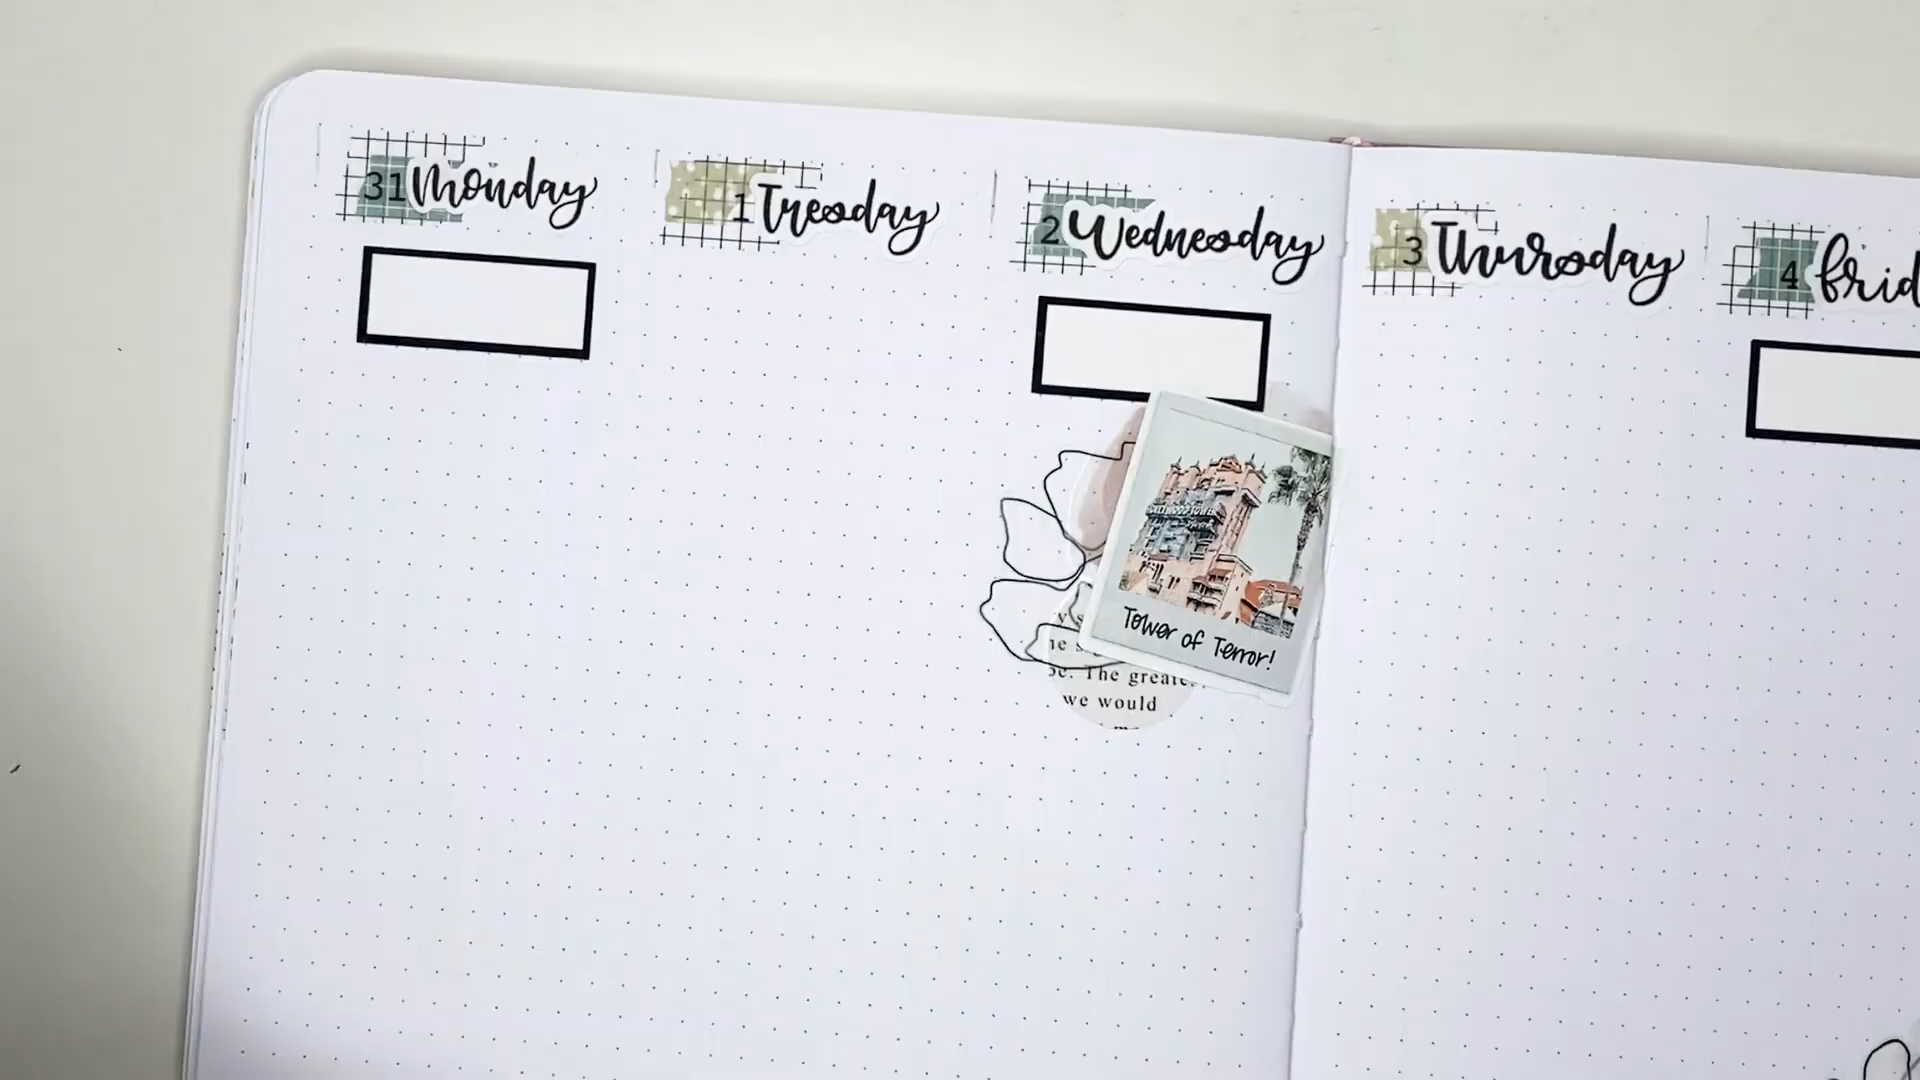 31 Monday
1 Tuesday
2 Wednesday
3 Thursday
4 frid
Tower of Terror!
The greate
we would